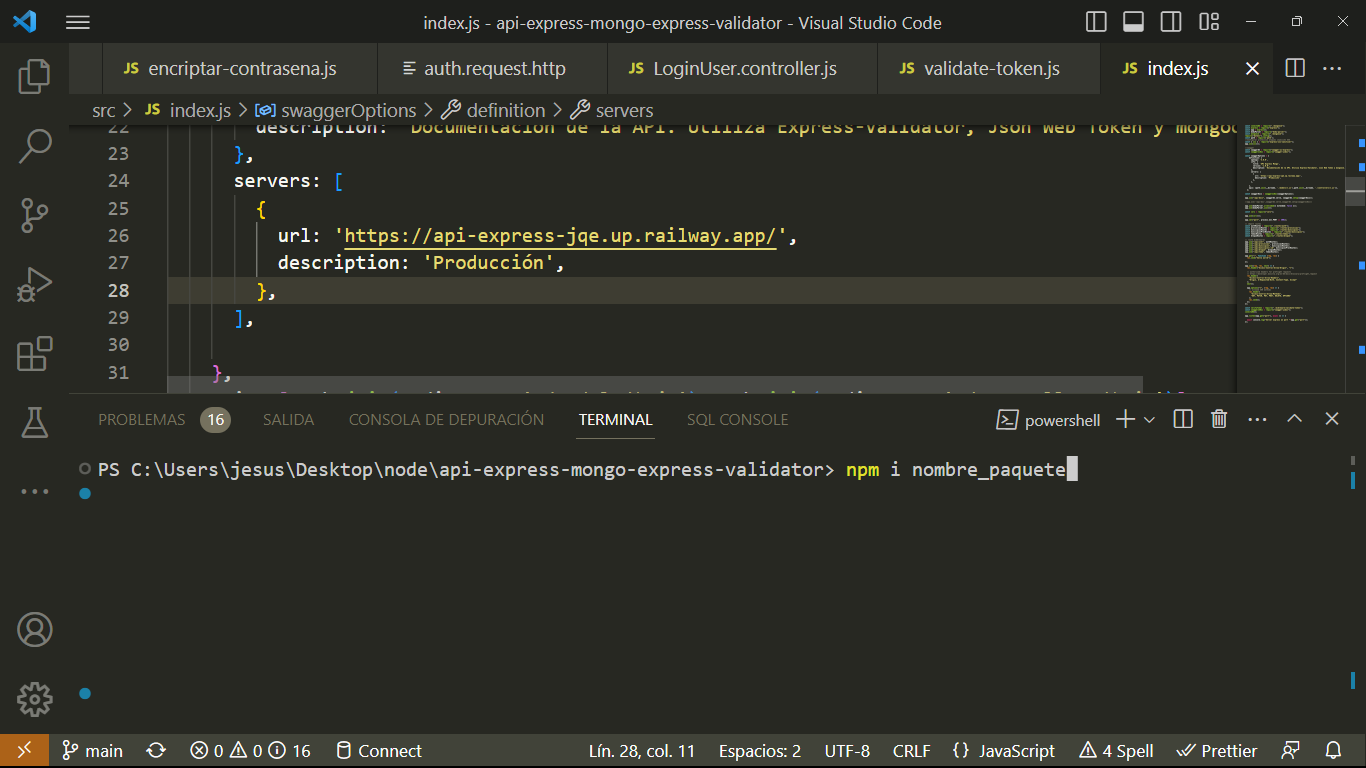 index.js - api-express-mongo-express-validator - Visual Studio Code
JS encriptar-contrasena.js auth.request.http JS LoginUser.controller.js JS validate-token.js JS index.js
src > JS index.js > swaggerOptions > definition > servers
22 description: 'Documentacion de la API. Utiliza Express-Validator, Json Web Token y mongo
23 },
24 servers: [
25 {
26 url: 'https://api-express-jqe.up.railway.app/',
27 description: 'Producción',
28 },
29 ],
30
31 },
PROBLEMAS 16 SALIDA CONSOLA DE DEPURACIÓN TERMINAL SQL CONSOLE powershell
PS C:\Users\jesus\Desktop\node\api-express-mongo-express-validator> npm i nombre_paquete
main 0 0 16 Connect Lín. 28, col. 11 Espacios: 2 UTF-8 CRLF {} JavaScript 4 Spell Prettier